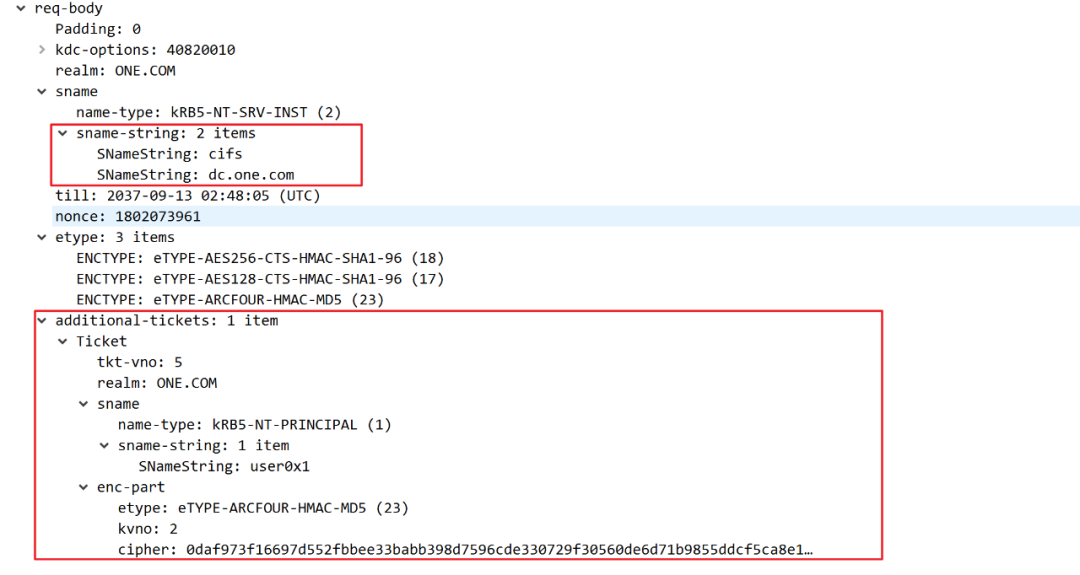 req-body
Padding: 0
kdc-options: 40820010
realm: ONE.COM
sname
name-type: kRB5-NT-SRV-INST (2)
sname-string: 2 items
SNameString: cifs
SNameString: dc.one.com
till: 2037-09-13 02:48:05 (UTC)
nonce: 1802073961
etype: 3 items
ENCTYPE: eTYPE-AES256-CTS-HMAC-SHA1-96 (18)
ENCTYPE: eTYPE-AES128-CTS-HMAC-SHA1-96 (17)
ENCTYPE: eTYPE-ARCFOUR-HMAC-MD5 (23)
additional-tickets: 1 item
Ticket
tkt-vno: 5
realm: ONE.COM
sname
name-type: kRB5-NT-PRINCIPAL (1)
sname-string: 1 item
SNameString: user0x1
enc-part
etype: eTYPE-ARCFOUR-HMAC-MD5 (23)
kvno: 2
cipher: 0daf973f16697d552fbbee33babb398d7596cde330729f30560de6d71b9855ddcf5ca8e1…